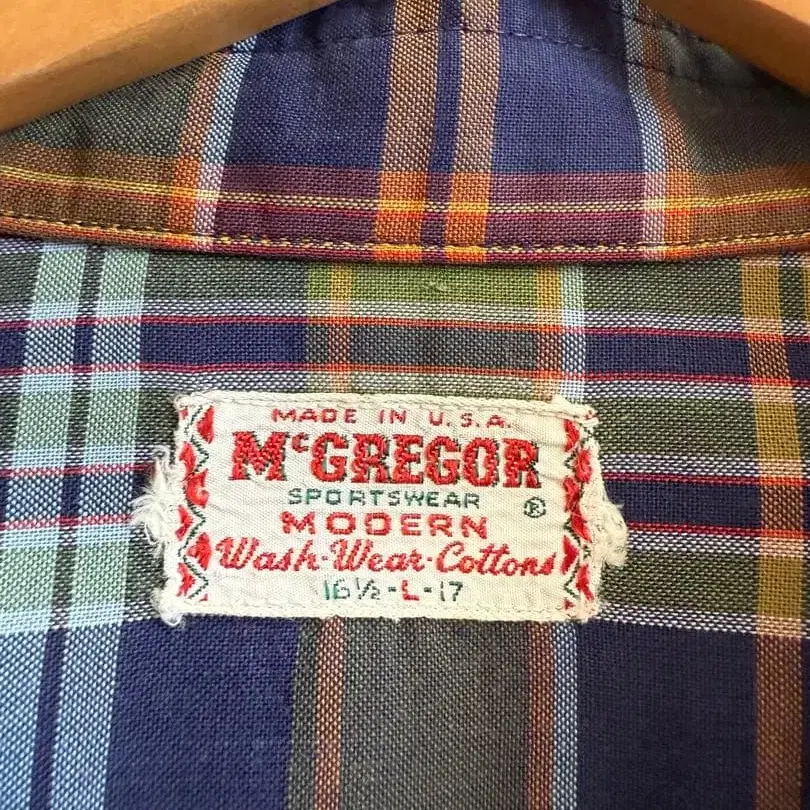 MADE IN U.S.A.
McGREGOR
SPORTSWEAR ®
MODERN
Wash-Wear-Cottons
16½-L-17